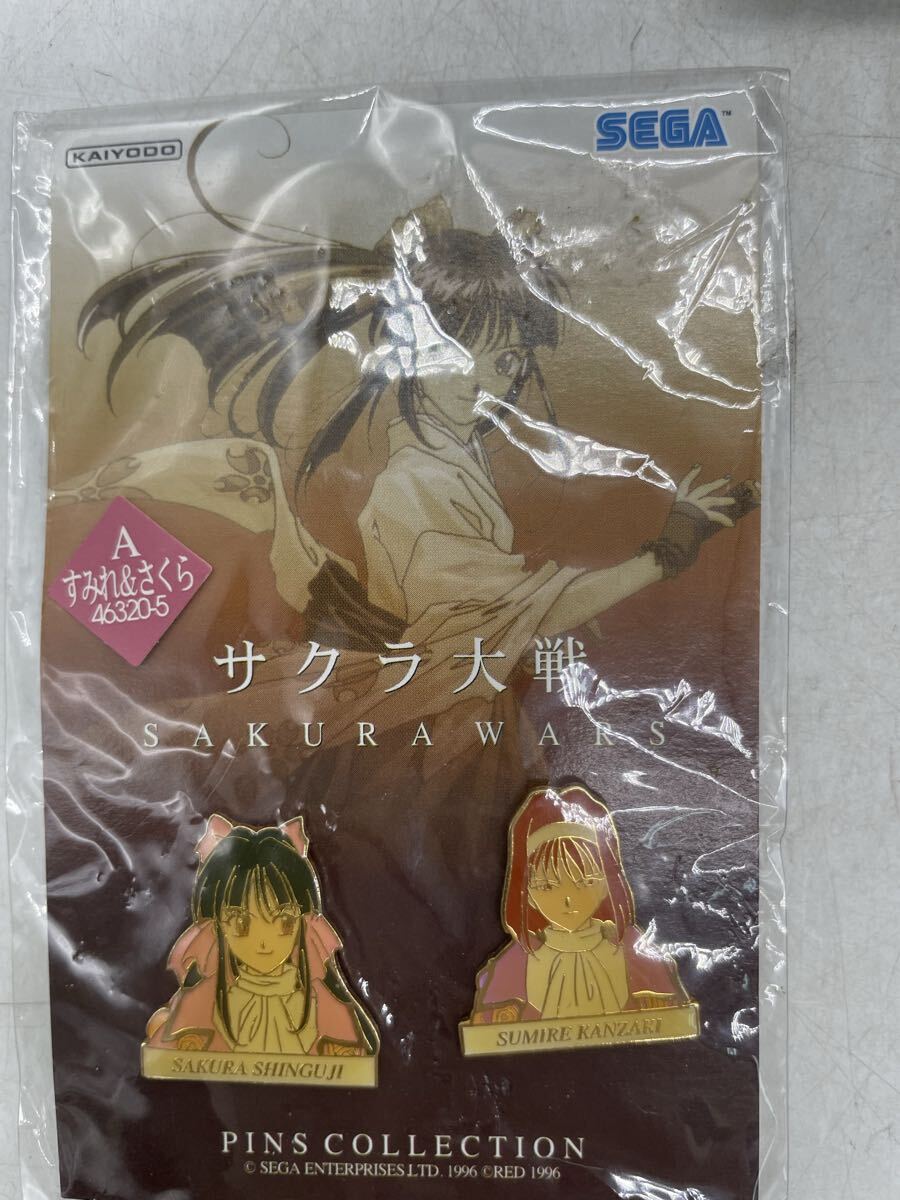 KAIYODO
SEGA™
A
すみれ&さくら
46320-5
サクラ大戦
SAKURA WARS
SAKURA SHINGUJI
SUMIRE KANZAKI
PINS COLLECTION
© SEGA ENTERPRISES LTD. 1996 ©RED 1996